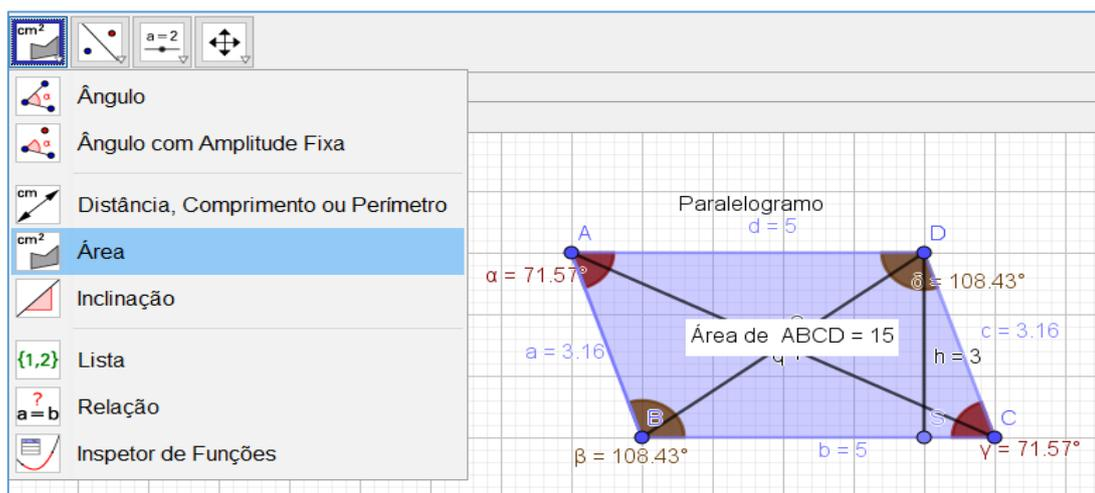 cm²
a = 2
Ângulo
Ângulo com Amplitude Fixa
cm
Distância, Comprimento ou Perímetro
cm²
Área
Inclinação
{1,2}
Lista
?
a=b
Relação
Inspetor de Funções
Paralelogramo
d = 5
A
D
α = 71.57°
δ = 108.43°
Área de ABCD = 15
c = 3.16
a = 3.16
h = 3
B
S
C
b = 5
β = 108.43°
γ = 71.57°